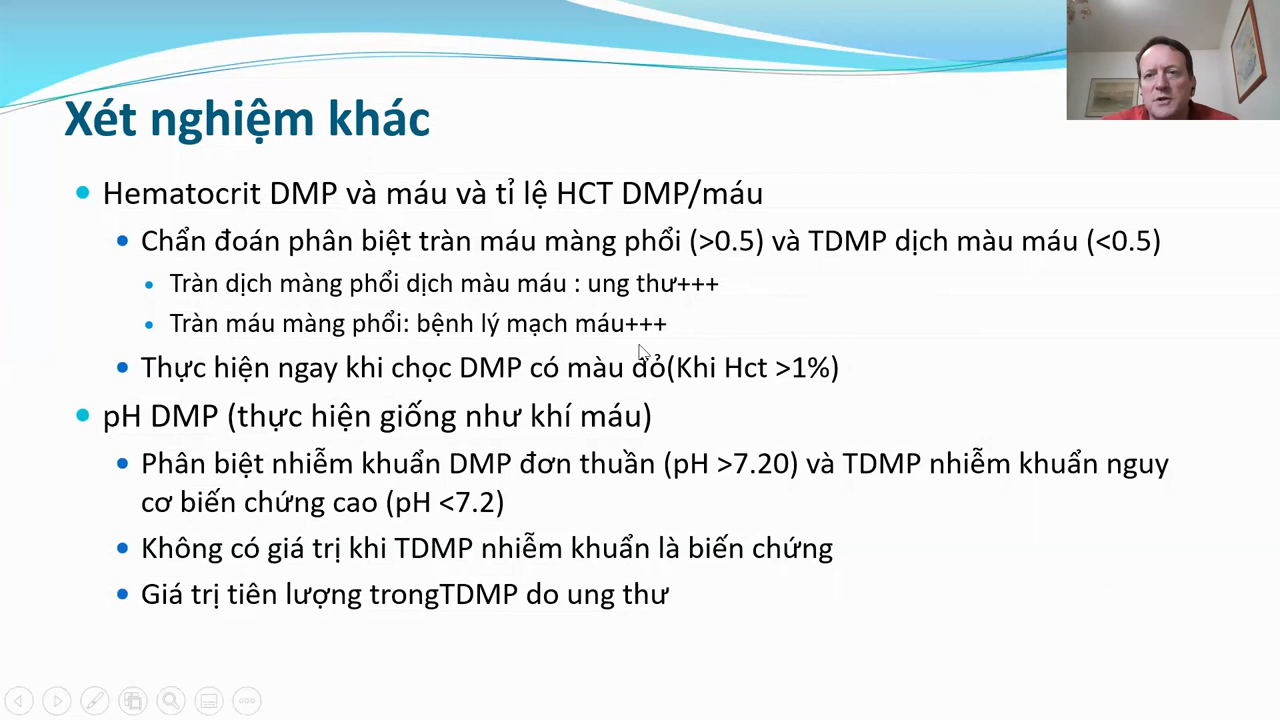 Xét nghiệm khác
Hematocrit DMP và máu và tỉ lệ HCT DMP/máu
Chẩn đoán phân biệt tràn máu màng phổi (>0.5) và TDMP dịch màu máu (<0.5)
Tràn dịch màng phổi dịch màu máu : ung thư+++
Tràn máu màng phổi: bệnh lý mạch máu+++
Thực hiện ngay khi chọc DMP có màu đỏ(Khi Hct >1%)
pH DMP (thực hiện giống như khí máu)
Phân biệt nhiễm khuẩn DMP đơn thuần (pH >7.20) và TDMP nhiễm khuẩn nguy
cơ biến chứng cao (pH <7.2)
Không có giá trị khi TDMP nhiễm khuẩn là biến chứng
Giá trị tiên lượng trongTDMP do ung thư